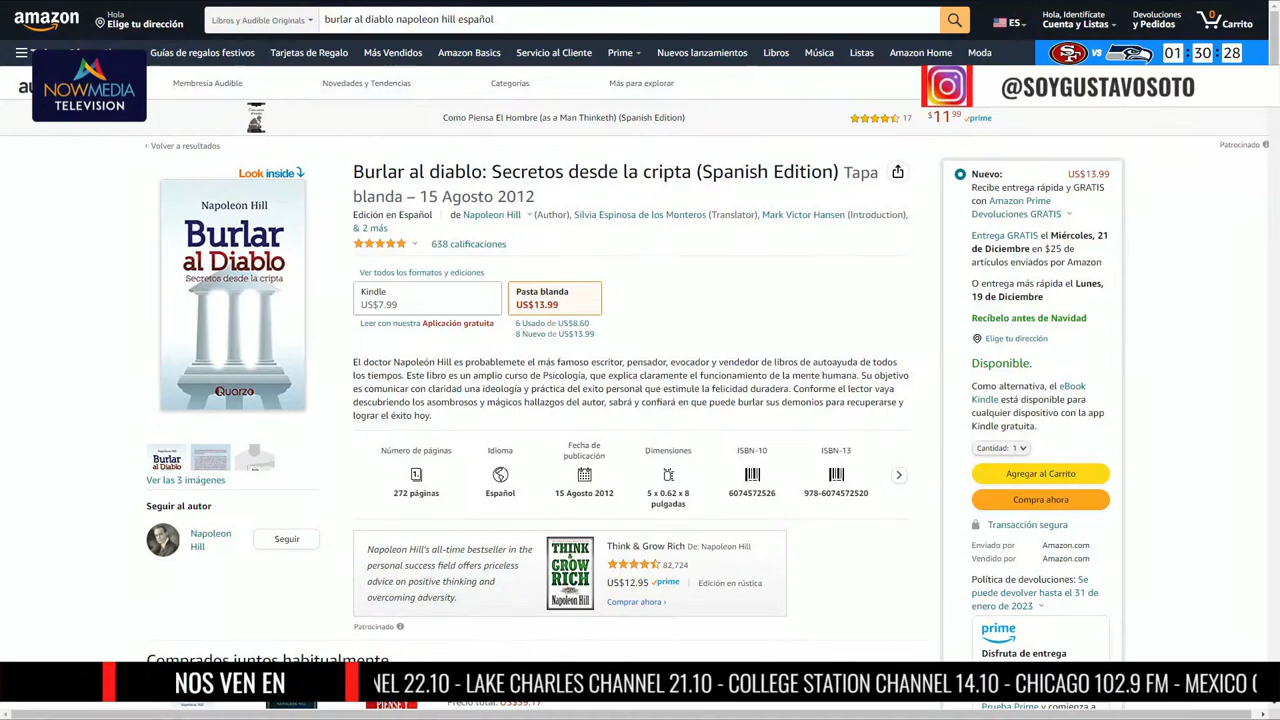 amazon
Hola
Elige tu dirección
Libros y Audible Originals
burlar al diablo napoleon hill español
ES
Hola, Identifícate
Cuenta y Listas
Devoluciones
y Pedidos
0
Carrito
Guías de regalos festivos
Tarjetas de Regalo
Más Vendidos
Amazon Basics
Servicio al Cliente
Prime
Nuevos lanzamientos
Libros
Música
Listas
Amazon Home
Moda
VS
01:30:28
NOWMEDIA
TELEVISION
Membresía Audible
Novedades y Tendencias
Categorías
Más para explorar
@SOYGUSTAVOSOTO
Como Piensa El Hombre (as a Man Thinketh) (Spanish Edition)
17
$11⁹⁹ prime
‹ Volver a resultados
Patrocinado
Look inside
Napoleon Hill
Burlar
al Diablo
Secretos desde la cripta
Quarzo
Burlar
al Diablo
Ver las 3 imágenes
Seguir al autor
Napoleon
Hill
Seguir
Burlar al diablo: Secretos desde la cripta (Spanish Edition) Tapa
blanda – 15 Agosto 2012
Edición en Español
de Napoleon Hill (Author), Silvia Espinosa de los Monteros (Translator), Mark Victor Hansen (Introduction),
& 2 más
638 calificaciones
Ver todos los formatos y ediciones
Kindle
US$7.99
Pasta blanda
US$13.99
Leer con nuestra Aplicación gratuita
6 Usado de US$8.60
8 Nuevo de US$13.99
El doctor Napoleón Hill es probablemete el más famoso escritor, pensador, evocador y vendedor de libros de autoayuda de todos
los tiempos. Este libro es un amplio curso de Psicología, que explica claramente el funcionamiento de la mente humana. Su objetivo
es comunicar con claridad una ideología y práctica del exito personal que estimule la felicidad duradera. Conforme el lector vaya
descubriendo los asombrosos y mágicos hallazgos del autor, sabrá y confiará en que puede burlar sus demonios para recuperarse y
lograr el éxito hoy.
Número de páginas
272 páginas
Idioma
Español
Fecha de
publicación
15 Agosto 2012
Dimensiones
5 x 0.62 x 8
pulgadas
ISBN-10
6074572526
ISBN-13
978-6074572520
Napoleon Hill's all-time bestseller in the
personal success field offers priceless
advice on positive thinking and
overcoming adversity.
THINK
&
GROW
RICH
Napoleon Hill
Think & Grow Rich De: Napoleon Hill
82,724
US$12.95 prime
Edición en rústica
Comprar ahora ›
Patrocinado
Nuevo:
US$13.99
Recibe entrega rápida y GRATIS
con Amazon Prime
Devoluciones GRATIS
Entrega GRATIS el Miércoles, 21
de Diciembre en $25 de
artículos enviados por Amazon
O entrega más rápida el Lunes,
19 de Diciembre
Recíbelo antes de Navidad
Elige tu dirección
Disponible.
Como alternativa, el eBook
Kindle está disponible para
cualquier dispositivo con la app
Kindle gratuita.
Cantidad: 1
Agregar al Carrito
Compra ahora
Transacción segura
Enviado por Amazon.com
Vendido por Amazon.com
Política de devoluciones: Se
puede devolver hasta el 31 de
enero de 2023
prime
Disfruta de entrega
Comprados juntos habitualmente
NOS VEN EN
NEL 22.10 - LAKE CHARLES CHANNEL 21.10 - COLLEGE STATION CHANNEL 14.10 - CHICAGO 102.9 FM - MEXICO
Precio total: US$39.17
Prueba Prime y comienza a